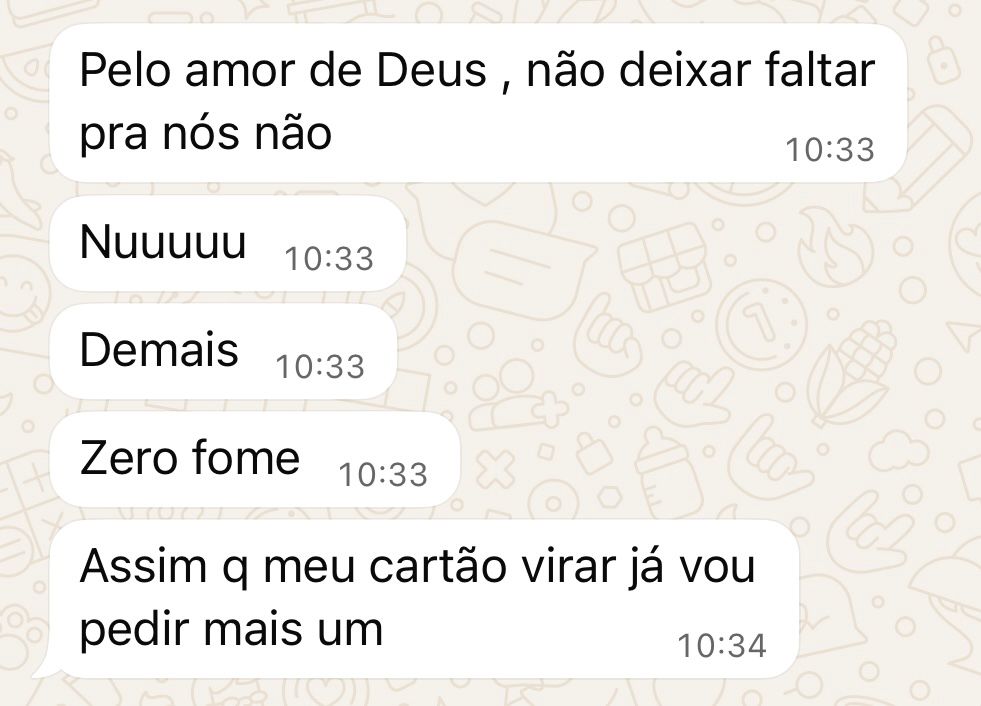 Pelo amor de Deus , não deixar faltar
pra nós não
10:33
Nuuuuu 10:33
Demais 10:33
Zero fome 10:33
Assim q meu cartão virar já vou
pedir mais um
10:34